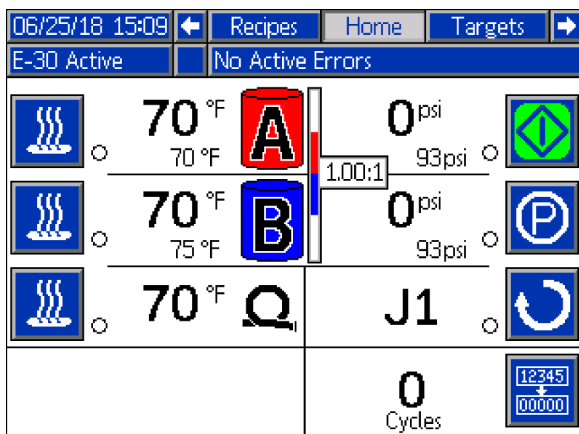 06/25/18 15:09 Recipes Home Targets
E-30 Active No Active Errors
70 °F A 0 psi
70 °F 93psi
1.00:1
70 °F B 0 psi P
75 °F 93psi
70 °F J1
0 12345
Cycles 00000